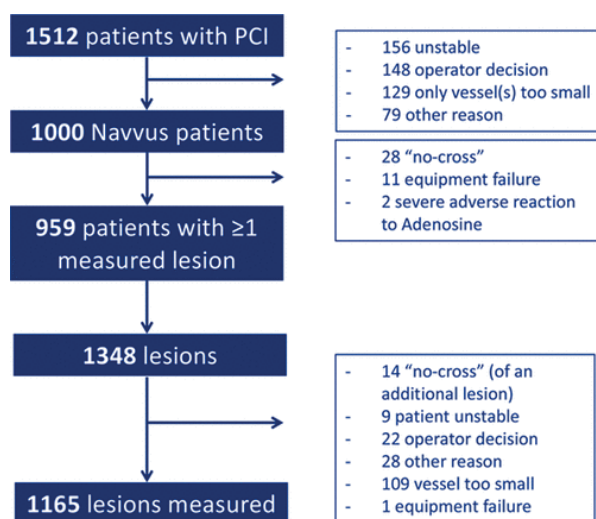 1512 patients with PCI
- 156 unstable
- 148 operator decision
- 129 only vessel(s) too small
- 79 other reason
1000 Navvus patients
- 28 “no-cross”
- 11 equipment failure
- 2 severe adverse reaction
to Adenosine
959 patients with ≥1
measured lesion
1348 lesions
- 14 “no-cross” (of an
additional lesion)
- 9 patient unstable
- 22 operator decision
- 28 other reason
- 109 vessel too small
- 1 equipment failure
1165 lesions measured